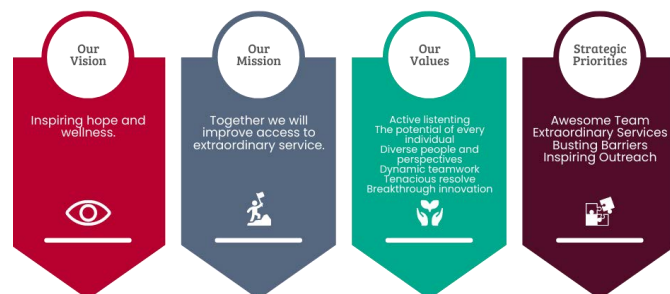 Our
Vision
Inspiring hope and
wellness.
Our
Mission
Together we will
improve access to
extraordinary service.
Our
Values
Active listenting
The potential of every
individual
Diverse people and
perspectives
Dynamic teamwork
Tenacious resolve
Breakthrough innovation
Strategic
Priorities
Awesome Team
Extraordinary Services
Busting Barriers
Inspiring Outreach